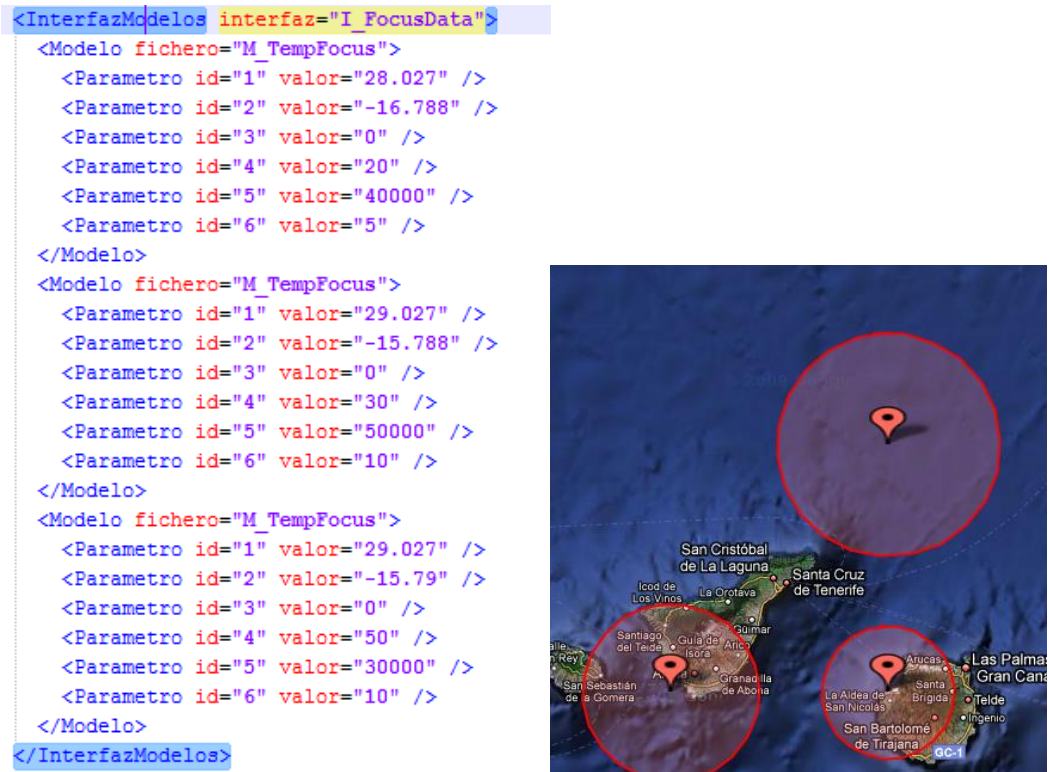 <InterfazModelos interfaz="I_FocusData">
<Modelo fichero="M_TempFocus">
<Parametro id="1" valor="28.027" />
<Parametro id="2" valor="-16.788" />
<Parametro id="3" valor="0" />
<Parametro id="4" valor="20" />
<Parametro id="5" valor="40000" />
<Parametro id="6" valor="5" />
</Modelo>
<Modelo fichero="M_TempFocus">
<Parametro id="1" valor="29.027" />
<Parametro id="2" valor="-15.788" />
<Parametro id="3" valor="0" />
<Parametro id="4" valor="30" />
<Parametro id="5" valor="50000" />
<Parametro id="6" valor="10" />
</Modelo>
<Modelo fichero="M_TempFocus">
<Parametro id="1" valor="29.027" />
<Parametro id="2" valor="-15.79" />
<Parametro id="3" valor="0" />
<Parametro id="4" valor="50" />
<Parametro id="5" valor="30000" />
<Parametro id="6" valor="10" />
</Modelo>
</InterfazModelos>
San Cristóbal
de La Laguna
Santa Cruz
de Tenerife
Icod de
Los Vinos
La Orotava
Güimar
Santiago
del Teide
Guía de
Isora
Arico
Granadilla
de Abona
San Sebastián
de la Gomera
Arucas
Las Palmas
Gran Cana
Santa
Brígida
Telde
La Aldea de
San Nicolás
Ingenio
San Bartolomé
de Tirajana
GC-1